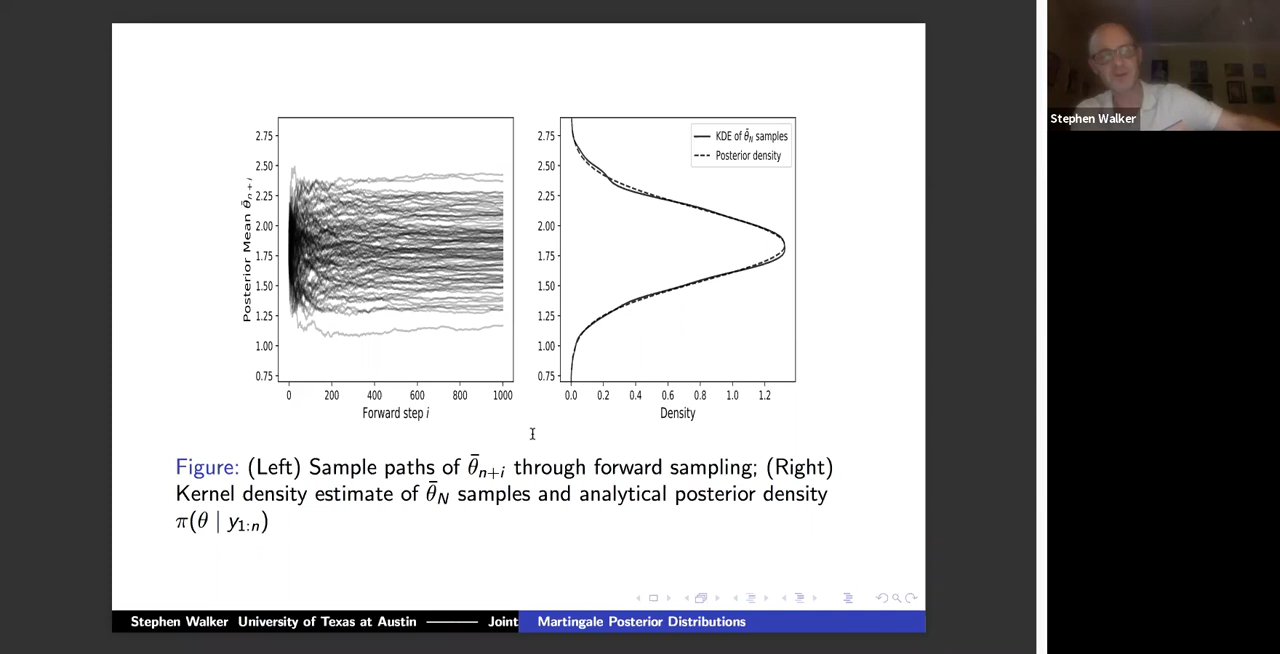 2.75
2.50
2.25
2.00
1.75
1.50
1.25
1.00
0.75
Posterior Mean θ̄ₙ₊ᵢ
0 200 400 600 800 1000
Forward step i
2.75
2.50
2.25
2.00
1.75
1.50
1.25
1.00
0.75
KDE of θ̄_N samples
Posterior density
0.0 0.2 0.4 0.6 0.8 1.0 1.2
Density
Figure: (Left) Sample paths of θ̄ₙ₊ᵢ through forward sampling; (Right)
Kernel density estimate of θ̄_N samples and analytical posterior density
π(θ | y₁:ₙ)
Stephen Walker University of Texas at Austin —— Joint
Martingale Posterior Distributions
Stephen Walker